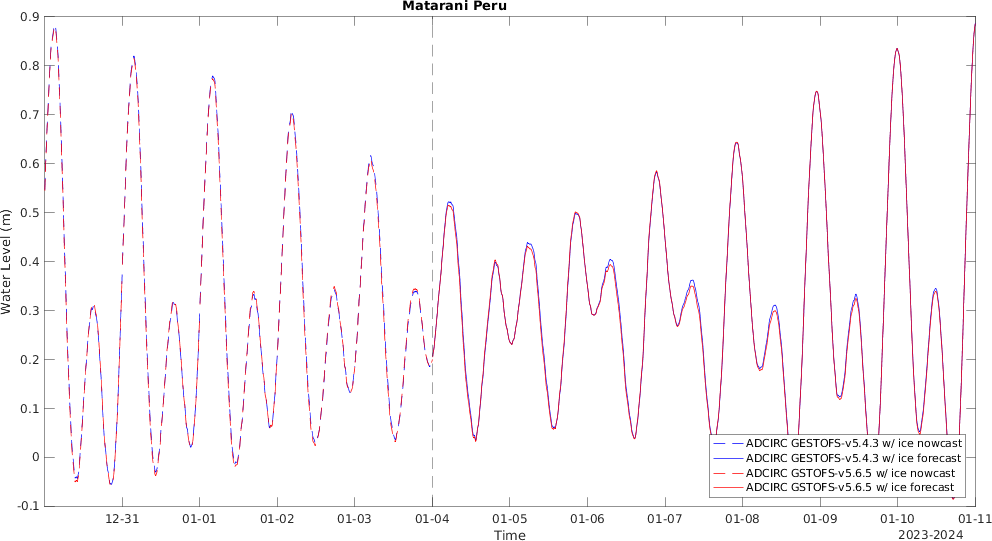 Matarani Peru
0.9
0.8
0.7
0.6
0.5
0.4
0.3
0.2
0.1
0
-0.1
Water Level (m)
ADCIRC GESTOFS-v5.4.3 w/ ice nowcast
ADCIRC GESTOFS-v5.4.3 w/ ice forecast
ADCIRC GSTOFS-v5.6.5 w/ ice nowcast
ADCIRC GSTOFS-v5.6.5 w/ ice forecast
12-31 01-01 01-02 01-03 01-04 01-05 01-06 01-07 01-08 01-09 01-10 01-11
Time
2023-2024